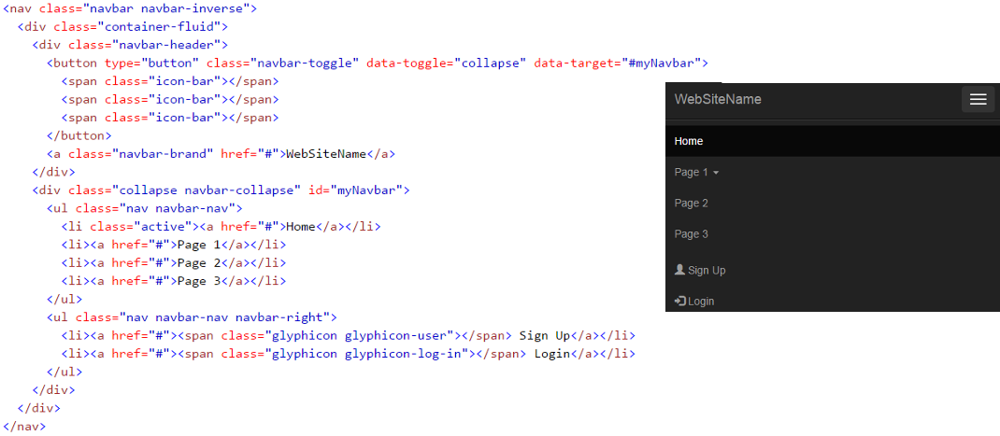 <nav class="navbar navbar-inverse">
  <div class="container-fluid">
    <div class="navbar-header">
      <button type="button" class="navbar-toggle" data-toggle="collapse" data-target="#myNavbar">
        <span class="icon-bar"></span>
        <span class="icon-bar"></span>
        <span class="icon-bar"></span>
      </button>
      <a class="navbar-brand" href="#">WebSiteName</a>
    </div>
    <div class="collapse navbar-collapse" id="myNavbar">
      <ul class="nav navbar-nav">
        <li class="active"><a href="#">Home</a></li>
        <li><a href="#">Page 1</a></li>
        <li><a href="#">Page 2</a></li>
        <li><a href="#">Page 3</a></li>
      </ul>
      <ul class="nav navbar-nav navbar-right">
        <li><a href="#"><span class="glyphicon glyphicon-user"></span> Sign Up</a></li>
        <li><a href="#"><span class="glyphicon glyphicon-log-in"></span> Login</a></li>
      </ul>
    </div>
  </div>
</nav>
WebSiteName
Home
Page 1
Page 2
Page 3
Sign Up
Login